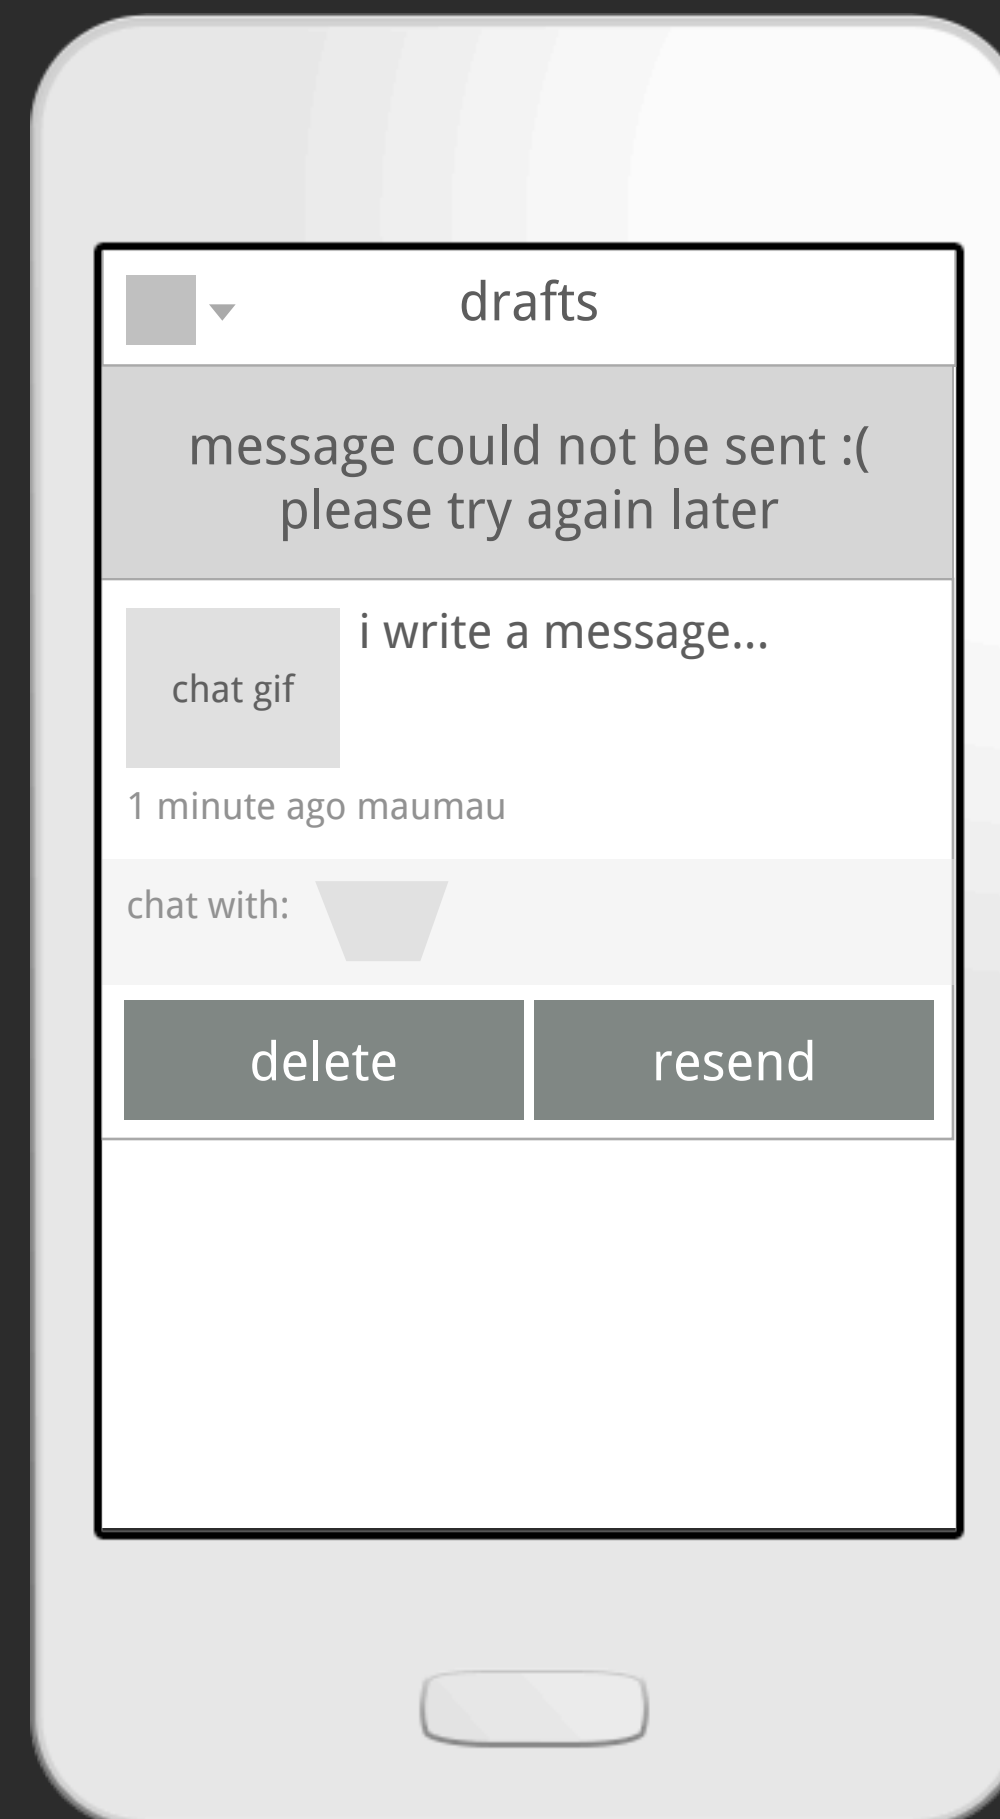 drafts
message could not be sent :(
please try again later
i write a message...
chat gif
1 minute ago maumau
chat with:
delete
resend